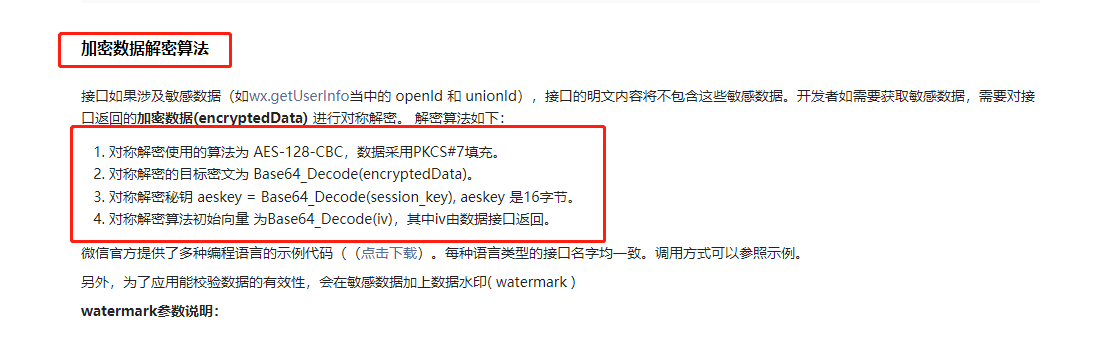 加密数据解密算法
接口如果涉及敏感数据（如wx.getUserInfo当中的 openId 和 unionId），接口的明文内容将不包含这些敏感数据。开发者如需要获取敏感数据，需要对接
口返回的加密数据(encryptedData) 进行对称解密。 解密算法如下：
1. 对称解密使用的算法为 AES-128-CBC，数据采用PKCS#7填充。
2. 对称解密的目标密文为 Base64_Decode(encryptedData)。
3. 对称解密秘钥 aeskey = Base64_Decode(session_key), aeskey 是16字节。
4. 对称解密算法初始向量 为Base64_Decode(iv)，其中iv由数据接口返回。
微信官方提供了多种编程语言的示例代码（（点击下载）。每种语言类型的接口名字均一致。调用方式可以参照示例。
另外，为了应用能校验数据的有效性，会在敏感数据加上数据水印( watermark )
watermark参数说明：